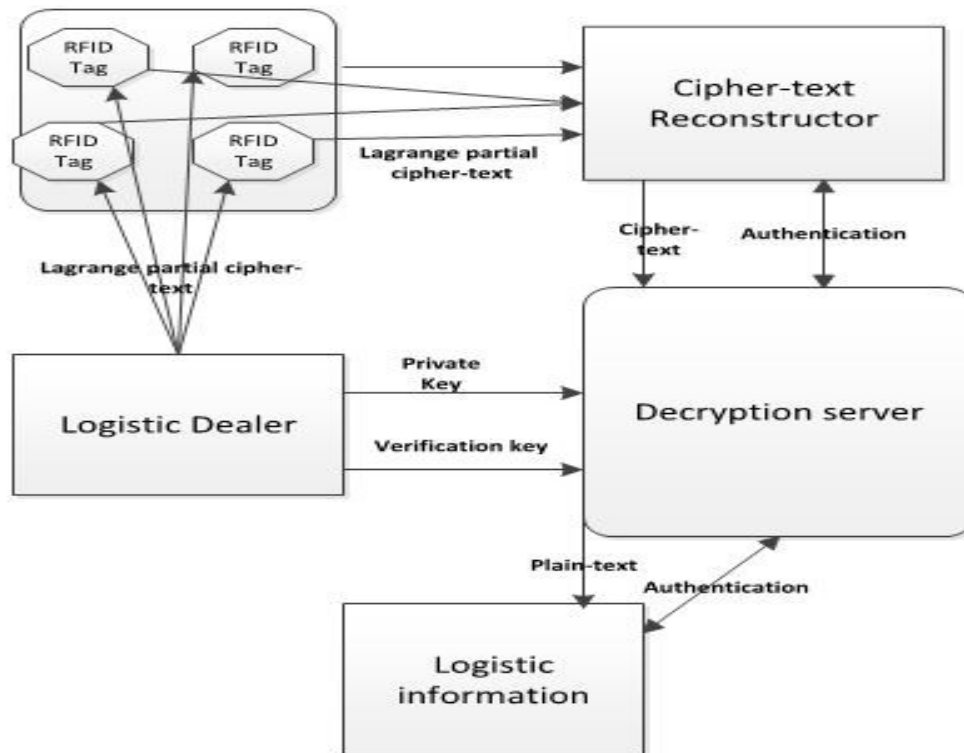 RFID
Tag
RFID
Tag
RFID
Tag
RFID
Tag
Cipher-text
Reconstructor
Lagrange partial
cipher-text
Cipher-
text
Authentication
Lagrange partial cipher-
text
Logistic Dealer
Private
Key
Verification key
Decryption server
Plain-text
Authentication
Logistic
information